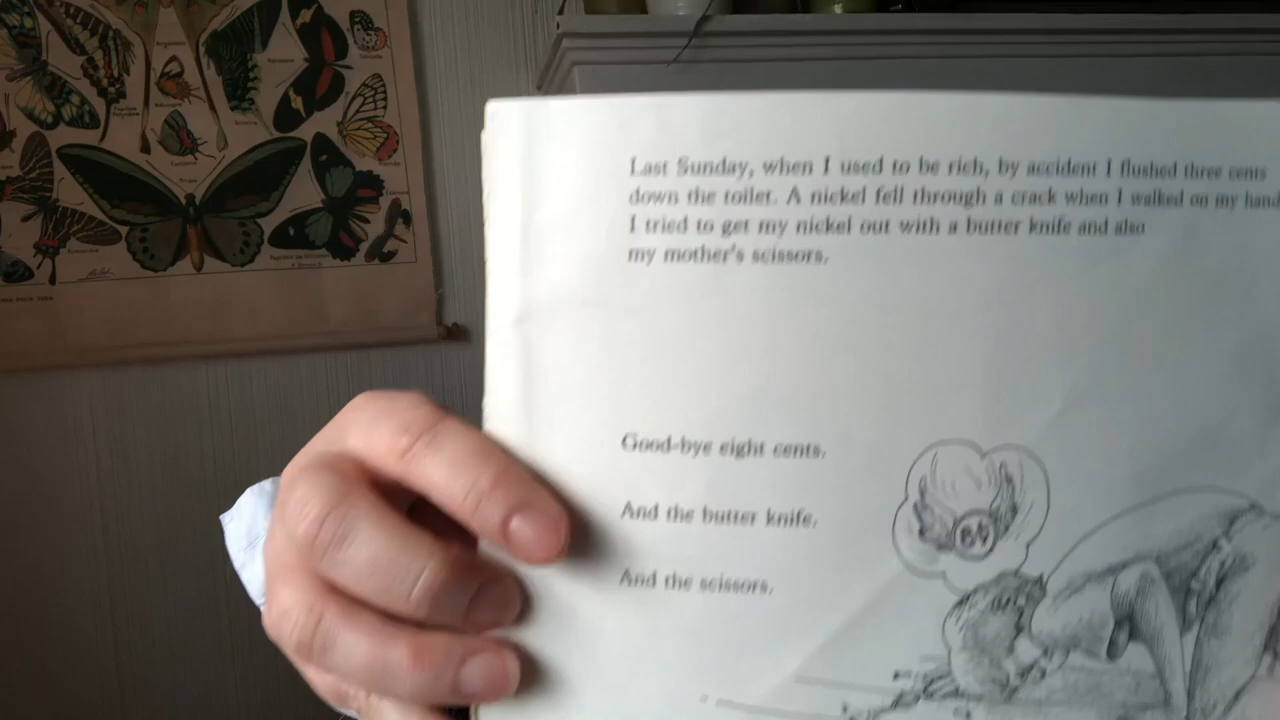 Last Sunday, when I used to be rich, by accident I flushed three cents
down the toilet. A nickel fell through a crack when I walked on my hand
I tried to get my nickel out with a butter knife and also
my mother's scissors.
Good-bye eight cents.
And the butter knife.
And the scissors.